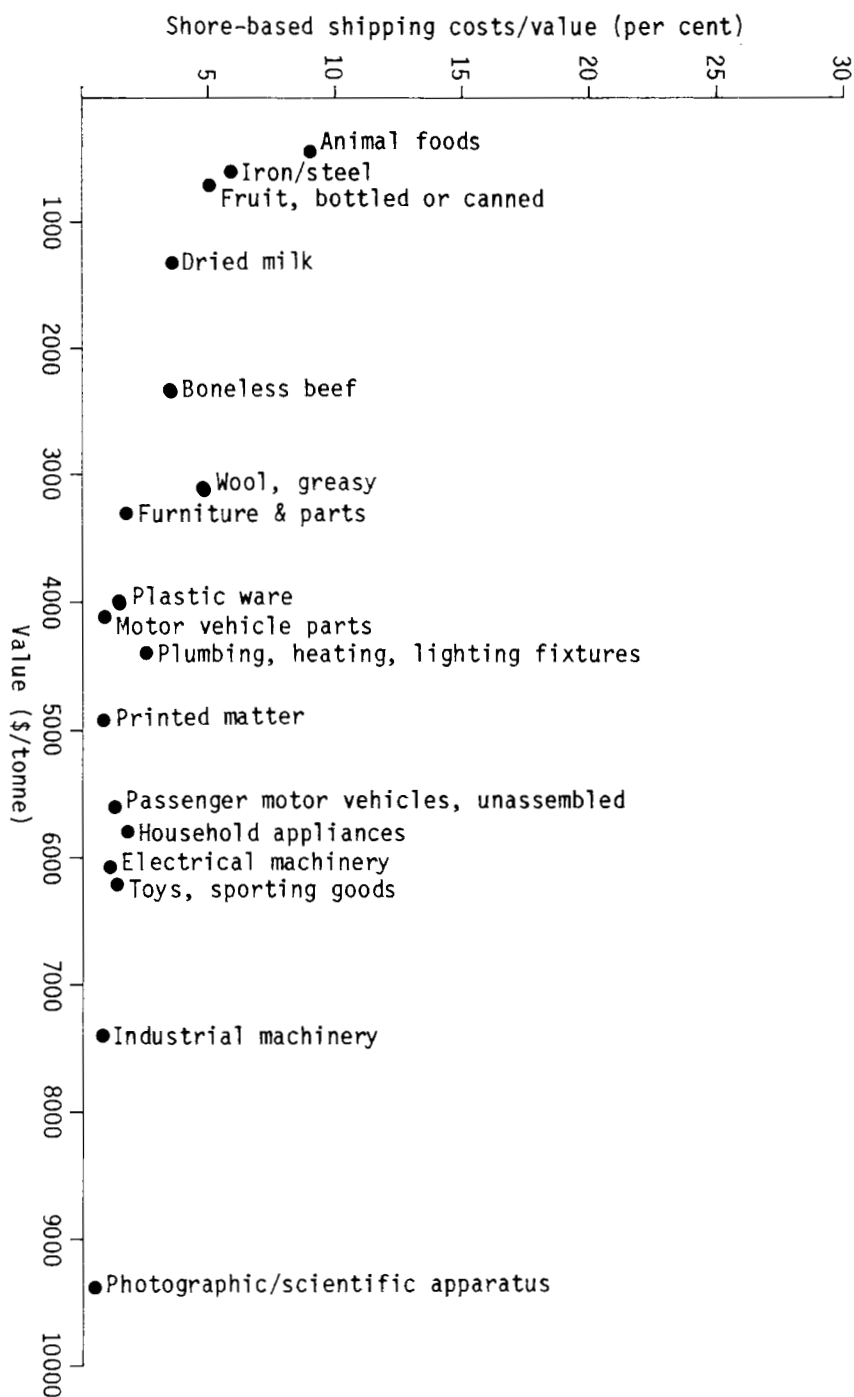 Shore-based shipping costs/value (per cent)
5
10
15
20
25
30
Animal foods
Iron/steel
Fruit, bottled or canned
1000
Dried milk
2000
Boneless beef
3000
Wool, greasy
Furniture & parts
4000
Plastic ware
Motor vehicle parts
Plumbing, heating, lighting fixtures
Value ($/tonne)
5000
Printed matter
Passenger motor vehicles, unassembled
Household appliances
6000
Electrical machinery
Toys, sporting goods
7000
Industrial machinery
8000
9000
Photographic/scientific apparatus
10000